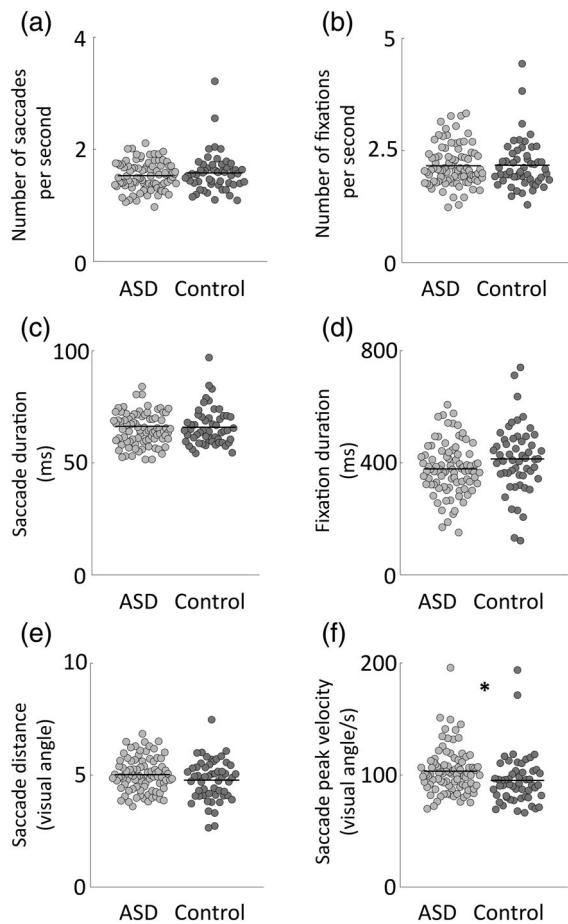 (a)
4
2
0
Number of saccades
per second
ASD Control
(b)
5
2.5
0
Number of fixations
per second
ASD Control
(c)
100
50
0
Saccade duration
(ms)
ASD Control
(d)
800
400
0
Fixation duration
(ms)
ASD Control
(e)
10
5
0
Saccade distance
(visual angle)
ASD Control
(f)
200
100
0
Saccade peak velocity
(visual angle/s)
*
ASD Control